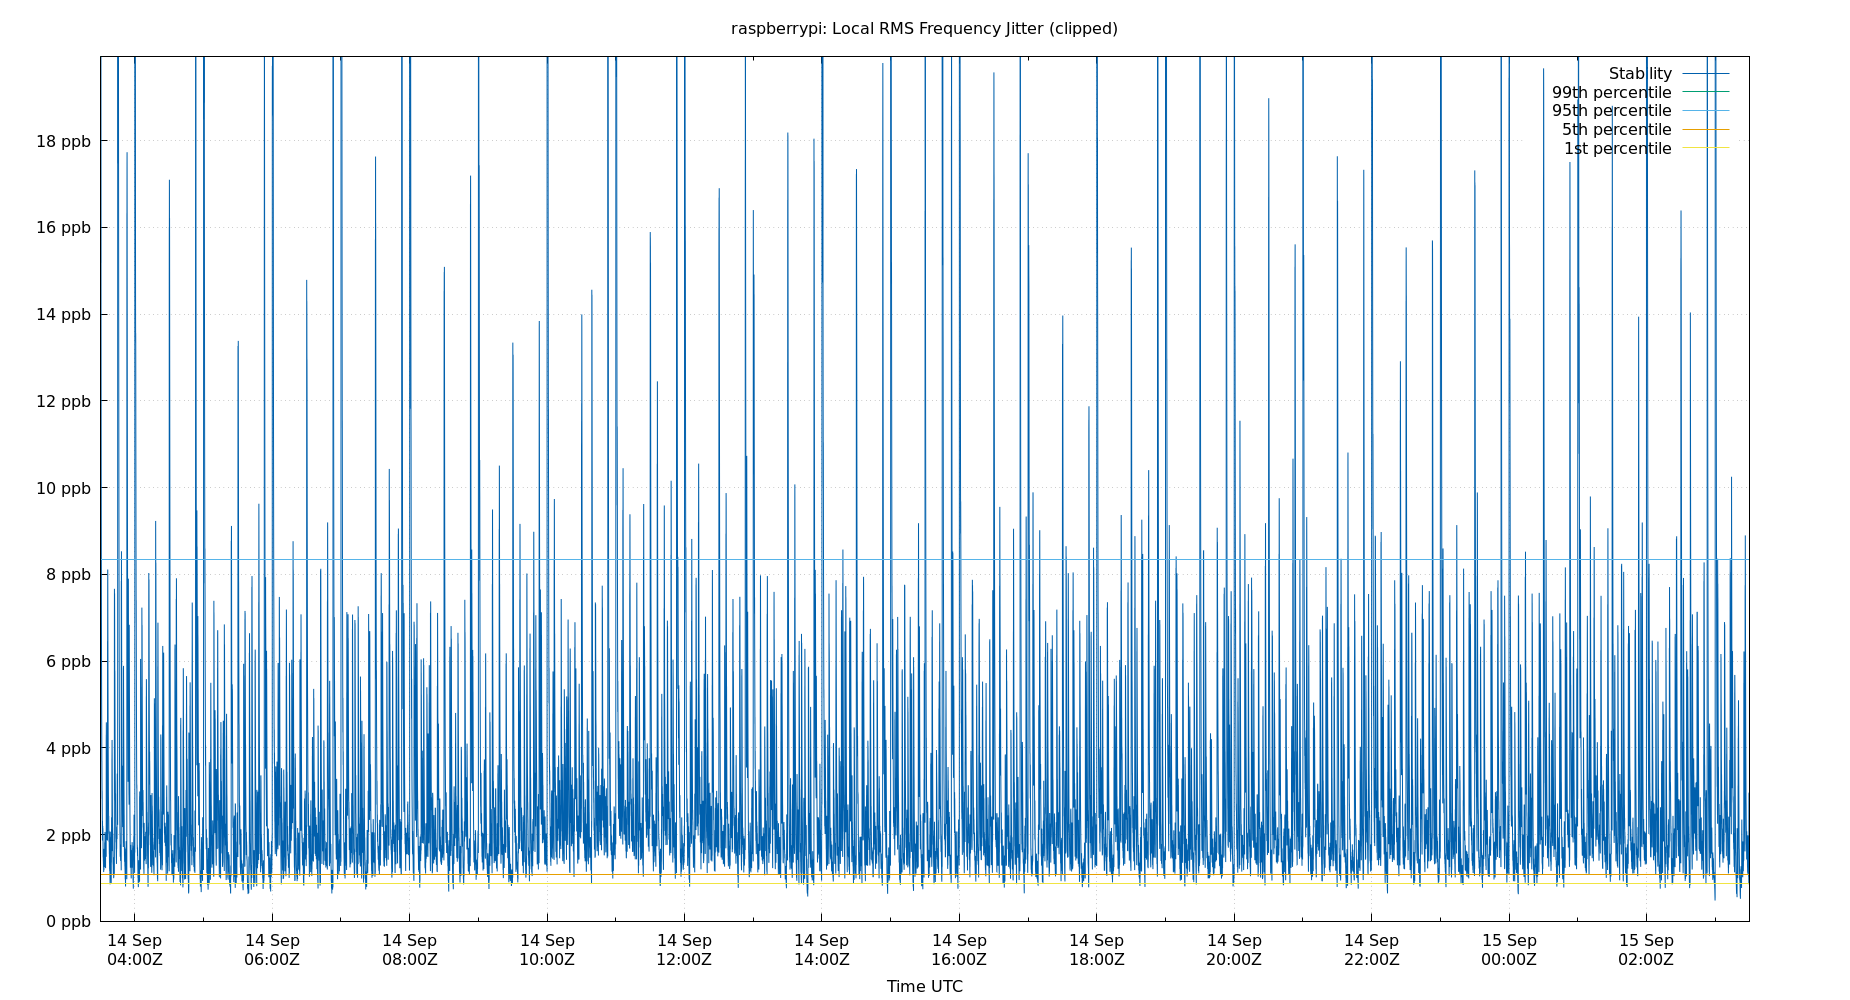 raspberrypi: Local RMS Frequency Jitter (clipped)
Stability
99th percentile
95th percentile
5th percentile
1st percentile
18 ppb
16 ppb
14 ppb
12 ppb
10 ppb
8 ppb
6 ppb
4 ppb
2 ppb
0 ppb
14 Sep 14 Sep 14 Sep 14 Sep 14 Sep 14 Sep 14 Sep 14 Sep 14 Sep 14 Sep 15 Sep 15 Sep
04:00Z 06:00Z 08:00Z 10:00Z 12:00Z 14:00Z 16:00Z 18:00Z 20:00Z 22:00Z 00:00Z 02:00Z
Time UTC